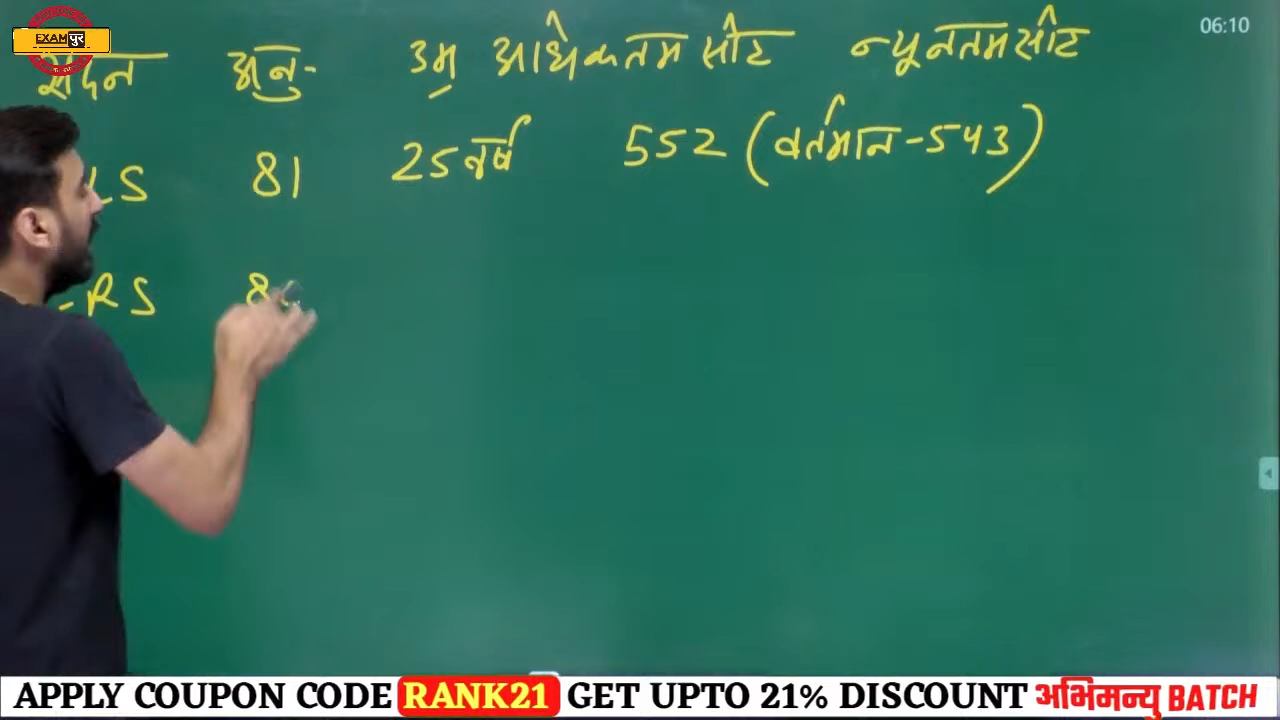 06:10
EXAMपुर
सदन अनु- उम्र अधिकतम सीट न्यूनतम सीट
LS 81 25 वर्ष 552 (वर्तमान-543)
-RS 8
APPLY COUPON CODE RANK21 GET UPTO 21% DISCOUNT अभिमन्यु BATCH